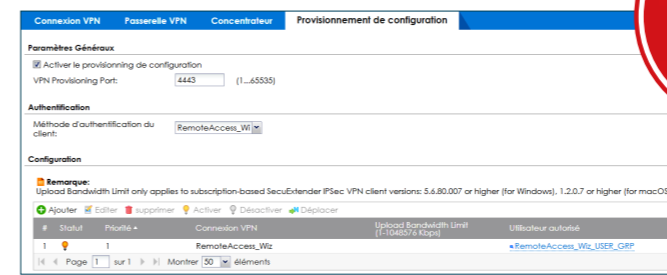 Connexion VPN Passerelle VPN Concentrateur Provisionnement de configuration
Paramètres Généraux
Activer le provisionning de configuration
VPN Provisioning Port: 4443 (1...65535)
Authentification
Méthode d'authentification du client: RemoteAccess_Wi
Configuration
Remarque:
Upload Bandwidth Limit only applies to subscription-based SecuExtender IPSec VPN client versions: 5.6.80.007 or higher (for Windows), 1.2.0.7 or higher (for macOS
Ajouter Editer supprimer Activer Désactiver Déplacer
# Statut Priorité Connexion VPN Upload Bandwidth Limit (1-1048576 Kbps) Utilisateur autorisé
1 1 RemoteAccess_Wiz RemoteAccess_Wiz_USER_GRP
Page 1 sur 1 Montrer 50 éléments